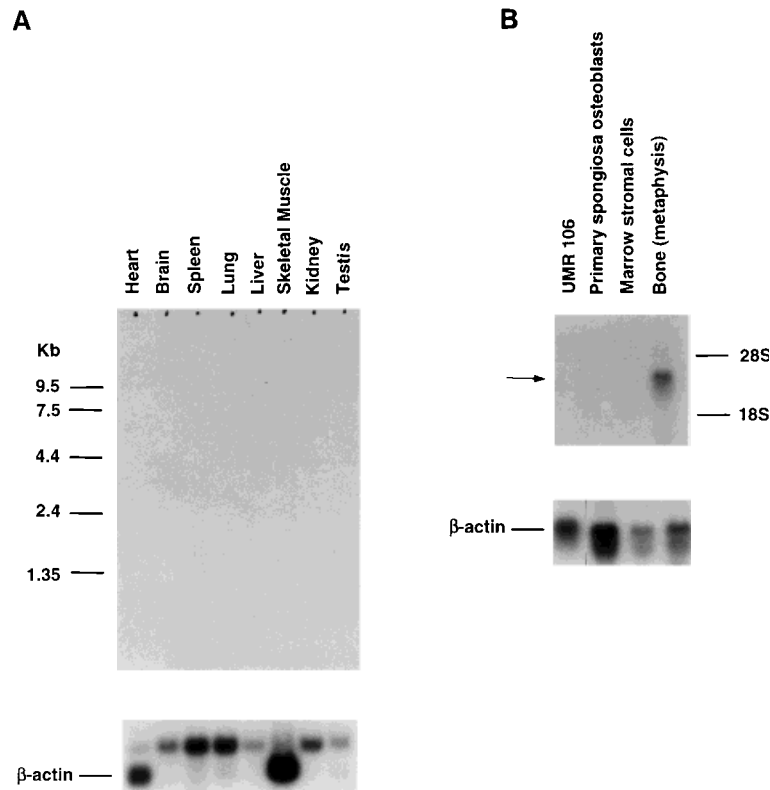 A
Heart
Brain
Spleen
Lung
Liver
Skeletal Muscle
Kidney
Testis
Kb
9.5
7.5
4.4
2.4
1.35
β-actin
B
UMR 106
Primary spongiosa osteoblasts
Marrow stromal cells
Bone (metaphysis)
28S
18S
β-actin